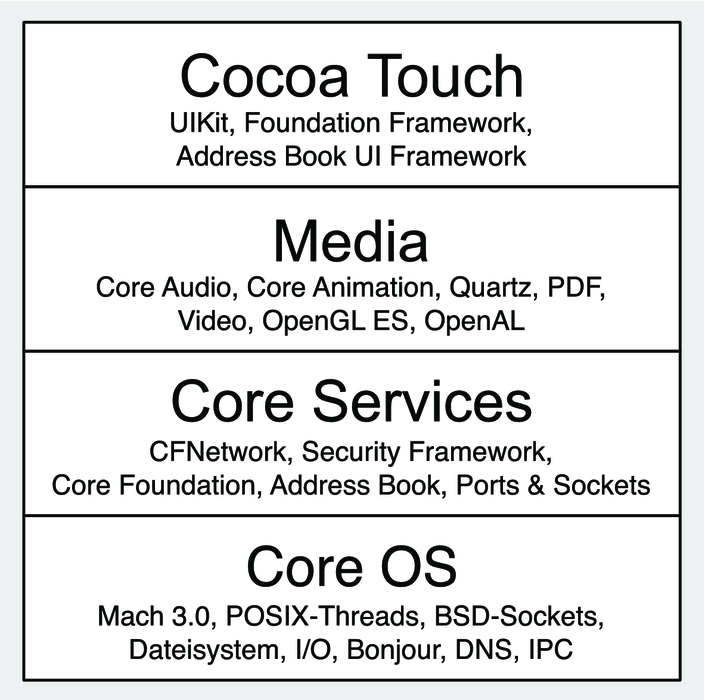 Cocoa Touch
UIKit, Foundation Framework,
Address Book UI Framework
Media
Core Audio, Core Animation, Quartz, PDF,
Video, OpenGL ES, OpenAL
Core Services
CFNetwork, Security Framework,
Core Foundation, Address Book, Ports & Sockets
Core OS
Mach 3.0, POSIX-Threads, BSD-Sockets,
Dateisystem, I/O, Bonjour, DNS, IPC